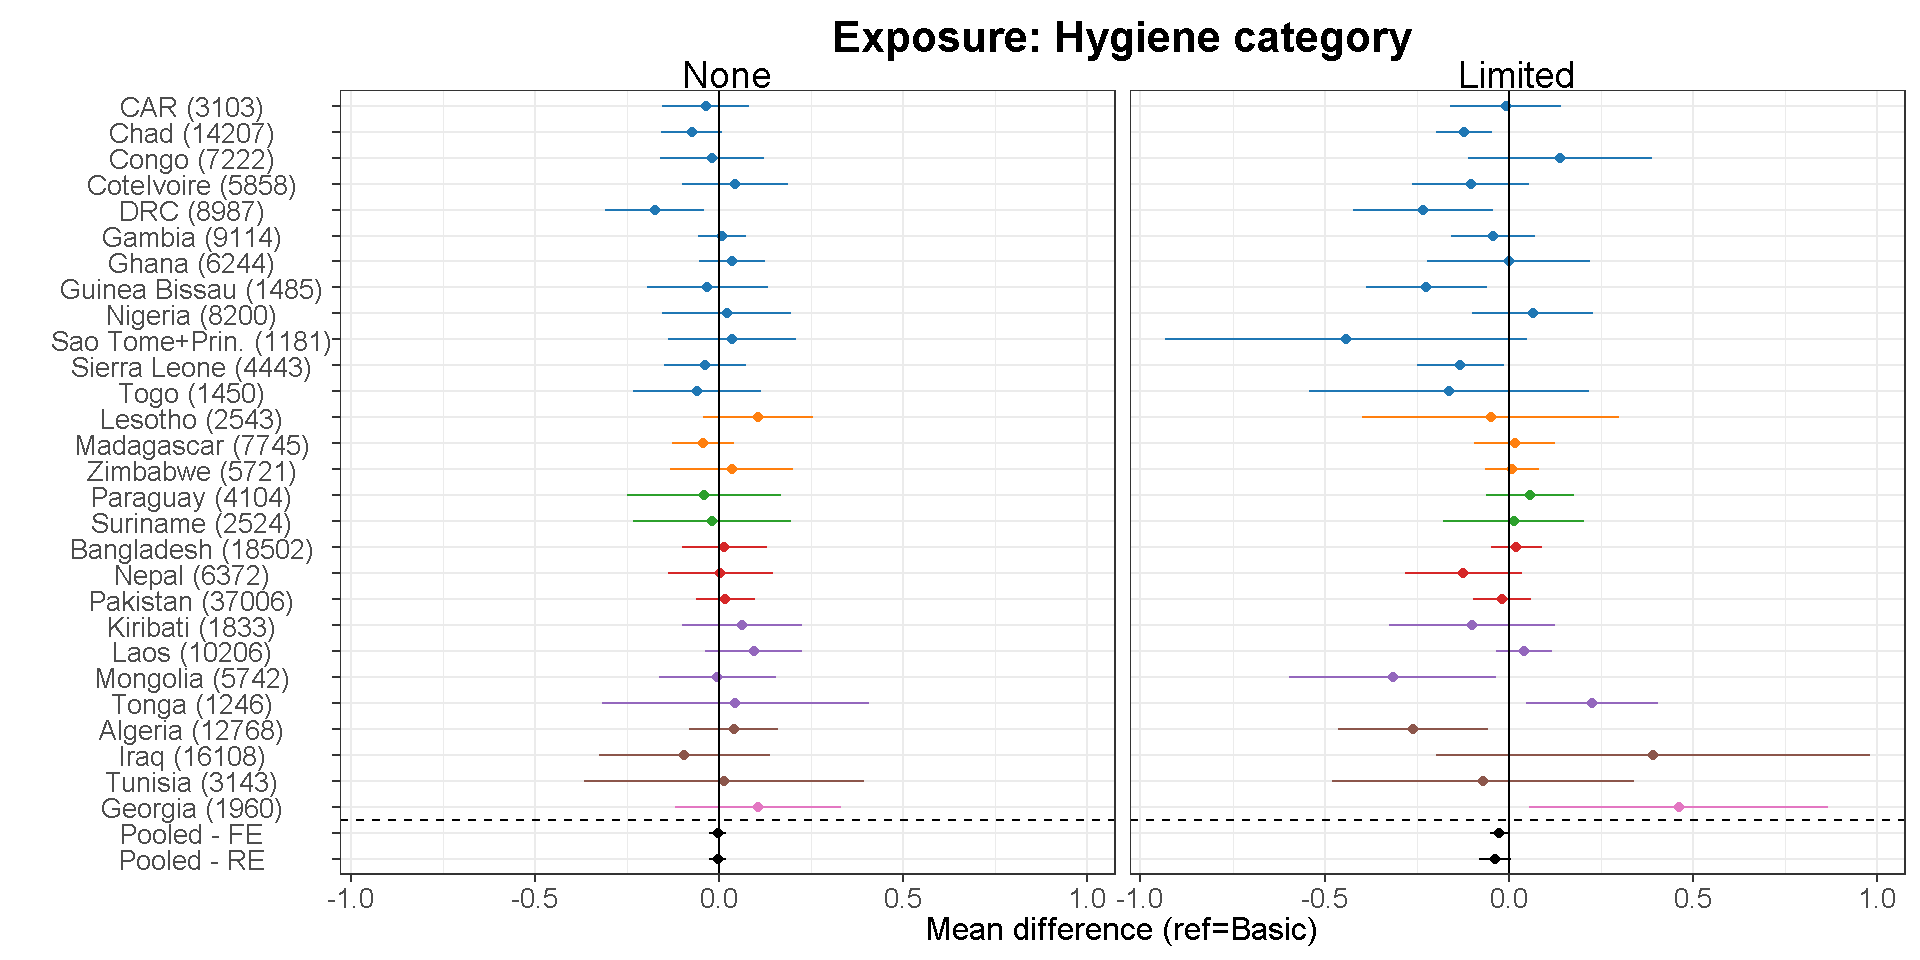 Exposure: Hygiene category
None
Limited
CAR (3103)
Chad (14207)
Congo (7222)
CoteIvoire (5858)
DRC (8987)
Gambia (9114)
Ghana (6244)
Guinea Bissau (1485)
Nigeria (8200)
Sao Tome+Prin. (1181)
Sierra Leone (4443)
Togo (1450)
Lesotho (2543)
Madagascar (7745)
Zimbabwe (5721)
Paraguay (4104)
Suriname (2524)
Bangladesh (18502)
Nepal (6372)
Pakistan (37006)
Kiribati (1833)
Laos (10206)
Mongolia (5742)
Tonga (1246)
Algeria (12768)
Iraq (16108)
Tunisia (3143)
Georgia (1960)
Pooled - FE
Pooled - RE
-1.0 -0.5 0.0 0.5 1.0 -1.0 -0.5 0.0 0.5 1.0
Mean difference (ref=Basic)